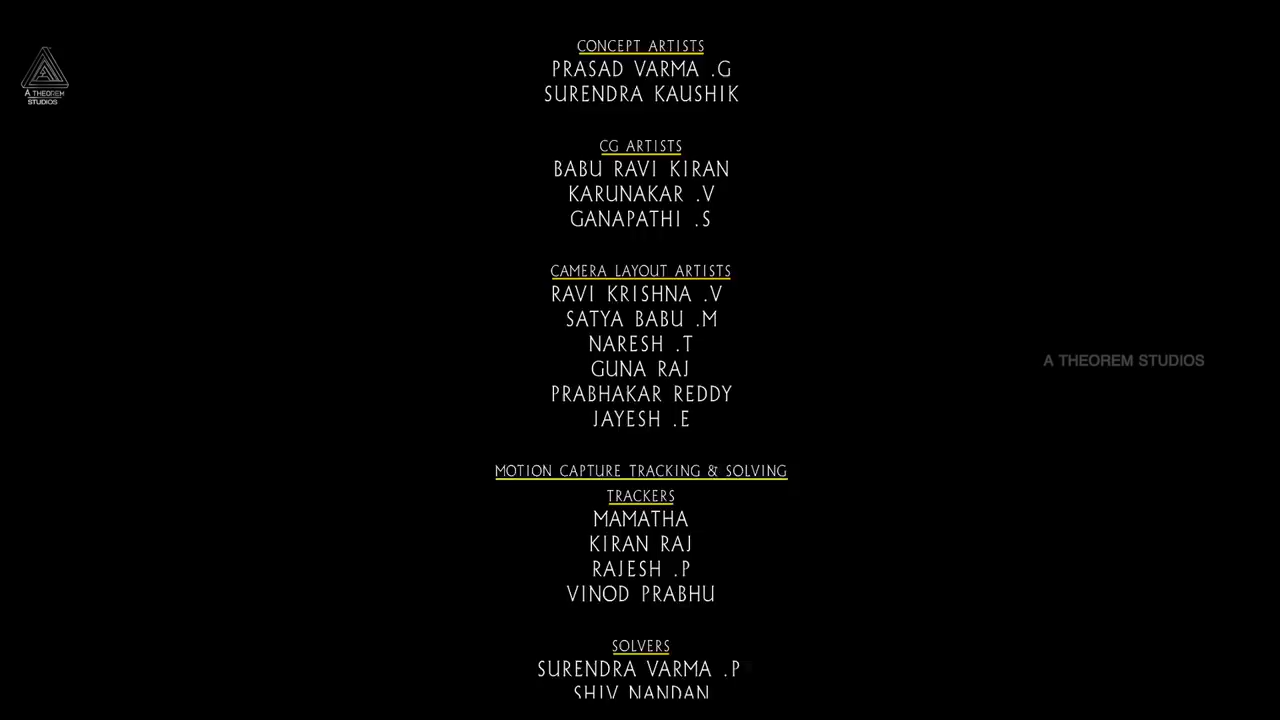 A THEOREM
STUDIOS
CONCEPT ARTISTS
PRASAD VARMA .G
SURENDRA KAUSHIK
CG ARTISTS
BABU RAVI KIRAN
KARUNAKAR .V
GANAPATHI .S
CAMERA LAYOUT ARTISTS
RAVI KRISHNA .V
SATYA BABU .M
NARESH .T
GUNA RAJ
PRABHAKAR REDDY
JAYESH .E
A THEOREM STUDIOS
MOTION CAPTURE TRACKING & SOLVING
TRACKERS
MAMATHA
KIRAN RAJ
RAJESH .P
VINOD PRABHU
SOLVERS
SURENDRA VARMA .P
SHIV NANDAN